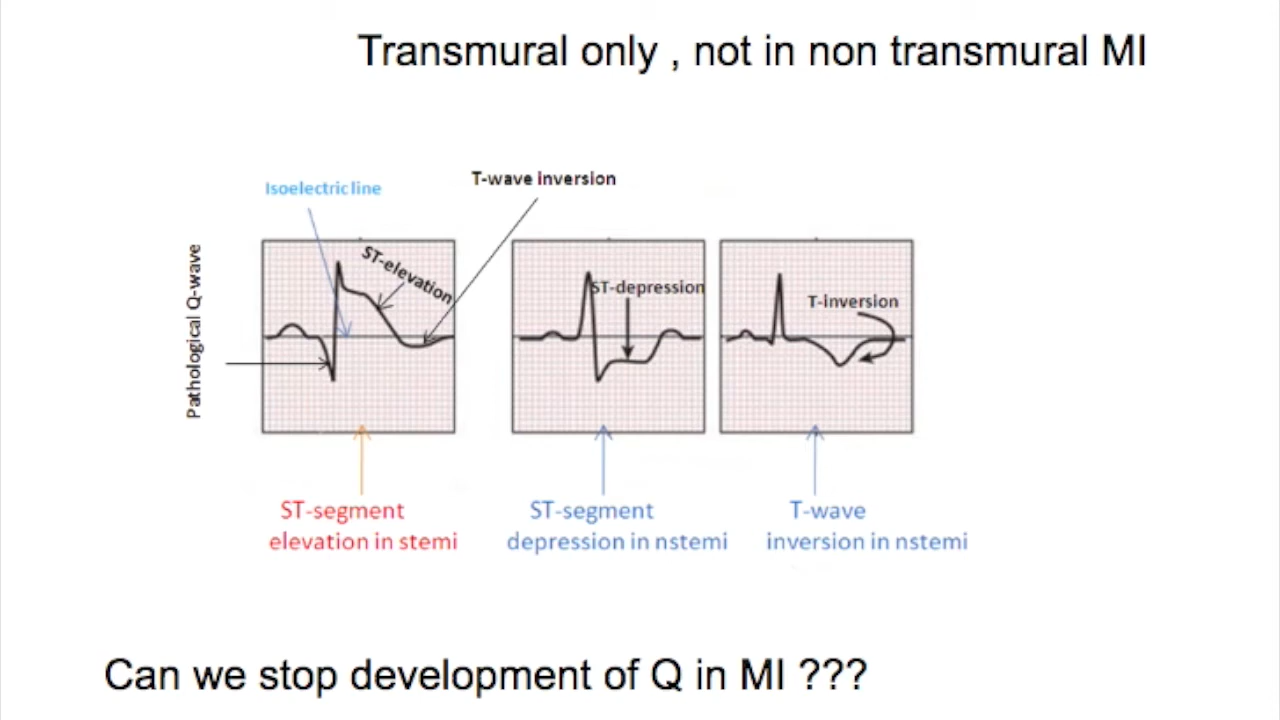 Transmural only , not in non transmural MI
Isoelectric line
T-wave inversion
Pathological Q-wave
ST-elevation
ST-depression
T-inversion
ST-segment
elevation in stemi
ST-segment
depression in nstemi
T-wave
inversion in nstemi
Can we stop development of Q in MI ???